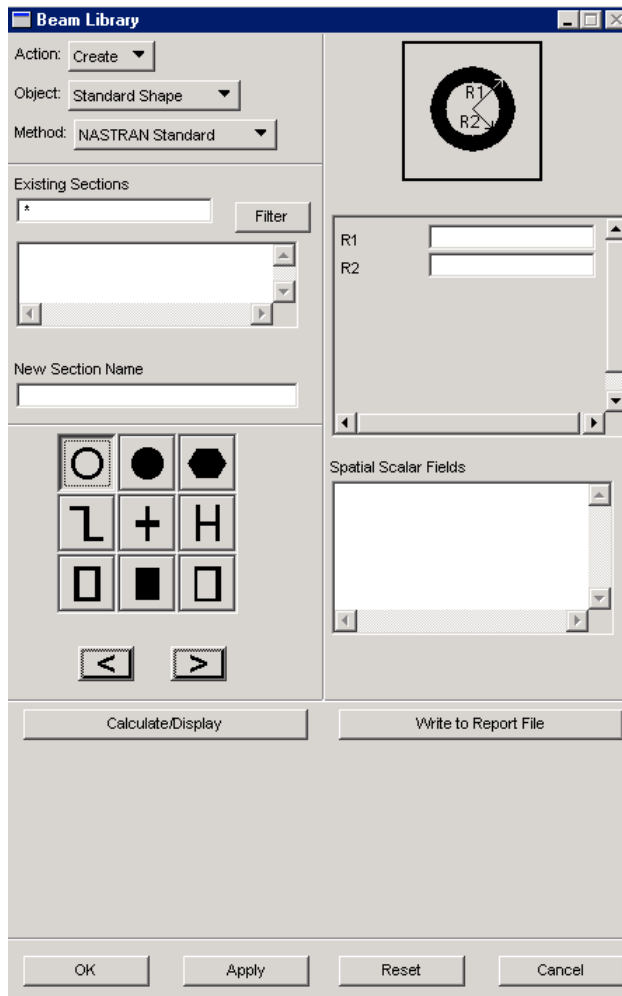 Beam Library
Action: Create
Object: Standard Shape
Method: NASTRAN Standard
Existing Sections
*
Filter
New Section Name
<
>
R1
R2
R1
R2
Spatial Scalar Fields
Calculate/Display
Write to Report File
OK
Apply
Reset
Cancel